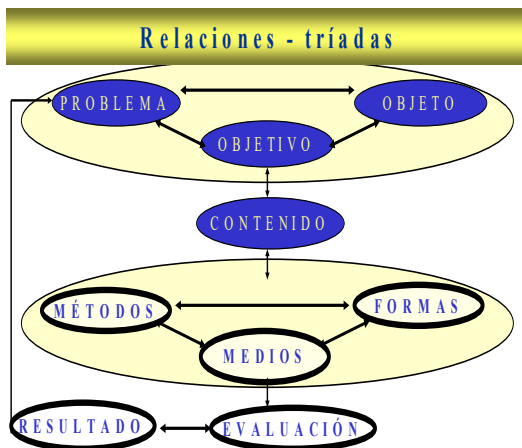 Relaciones - tríadas
PROBLEMA
OBJETO
OBJETIVO
CONTENIDO
MÉTODOS
FORMAS
MEDIOS
RESULTADO
EVALUACIÓN